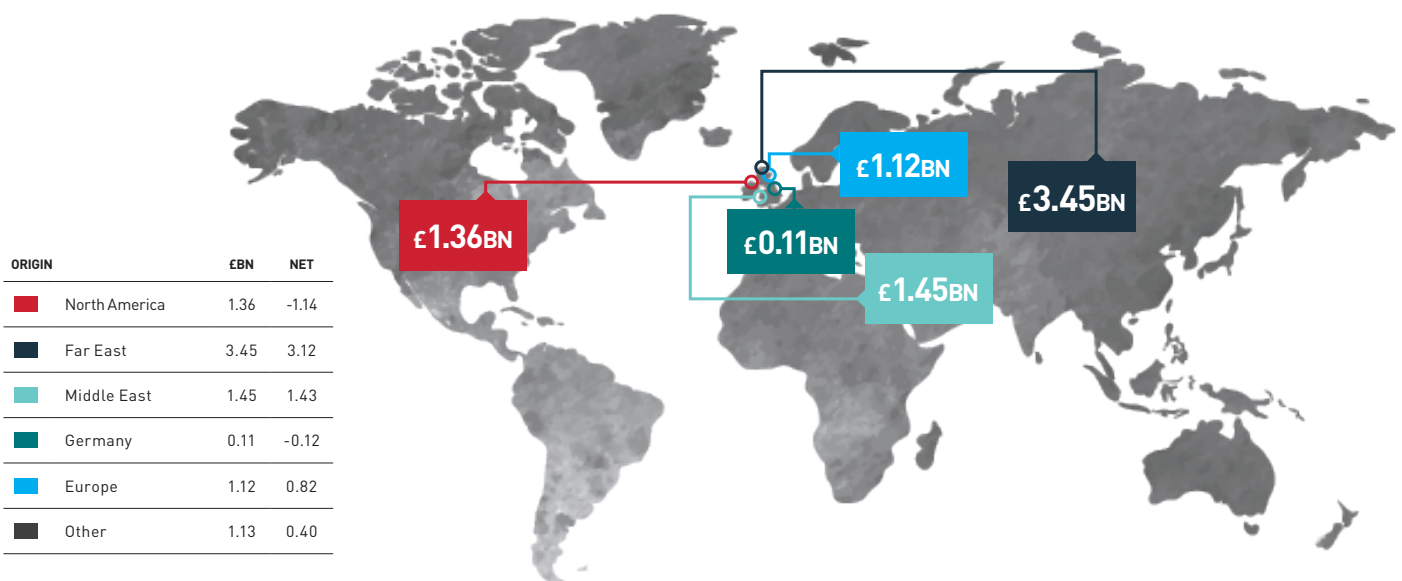 £1.12BN
£3.45BN
£1.36BN
£0.11BN
£1.45BN
ORIGIN £BN NET
North America 1.36 -1.14
Far East 3.45 3.12
Middle East 1.45 1.43
Germany 0.11 -0.12
Europe 1.12 0.82
Other 1.13 0.40